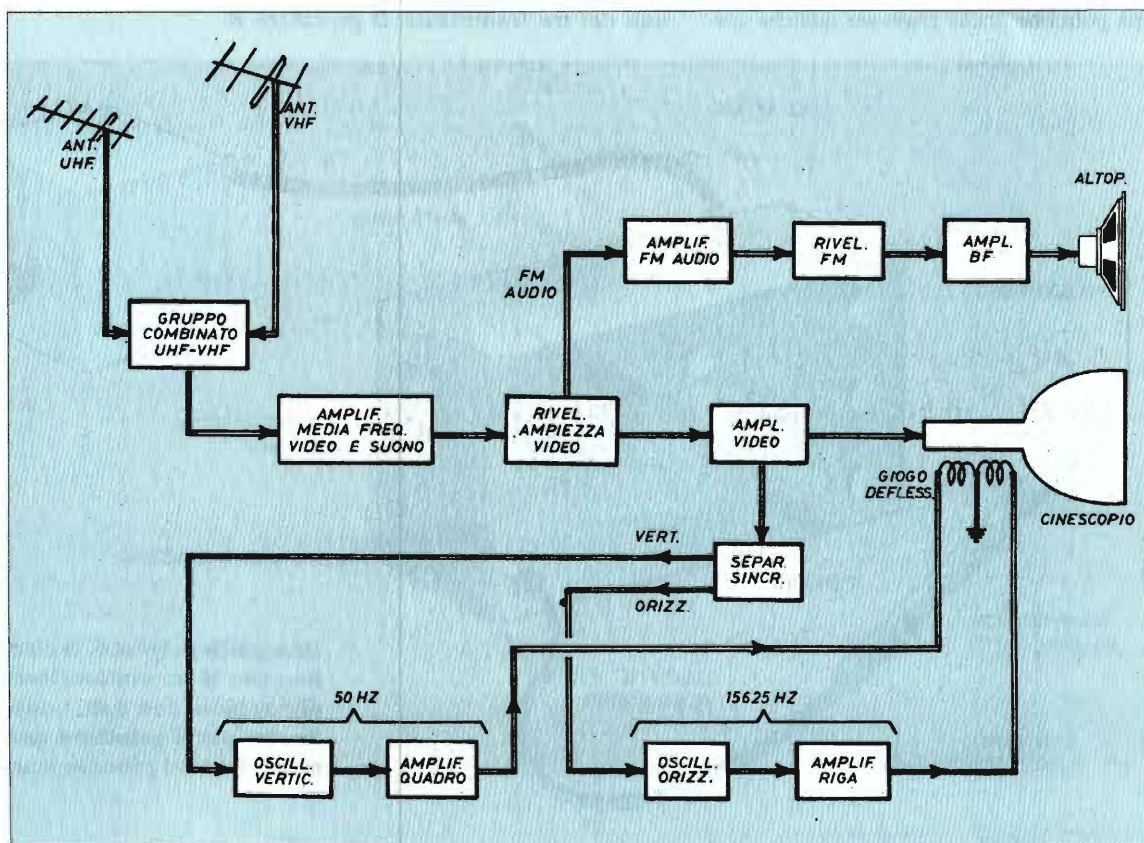 ANT.
VHF
ANT.
UHF.
ALTOP.
AMPLIF.
FM AUDIO
RIVEL.
FM
AMPL.
BF.
FM
AUDIO
GRUPPO
COMBINATO
UHF-VHF
AMPLIF.
MEDIA FREQ.
VIDEO E SUONO
RIVEL.
AMPIEZZA
VIDEO
AMPL.
VIDEO
GIOGO
DEFLESS.
CINESCOPIO
VERT.
SEPAR.
SINCR.
ORIZZ.
50 HZ
15625 HZ
OSCILL.
VERTIC.
AMPLIF.
QUADRO
OSCILL.
ORIZZ.
AMPLIF.
RIGA